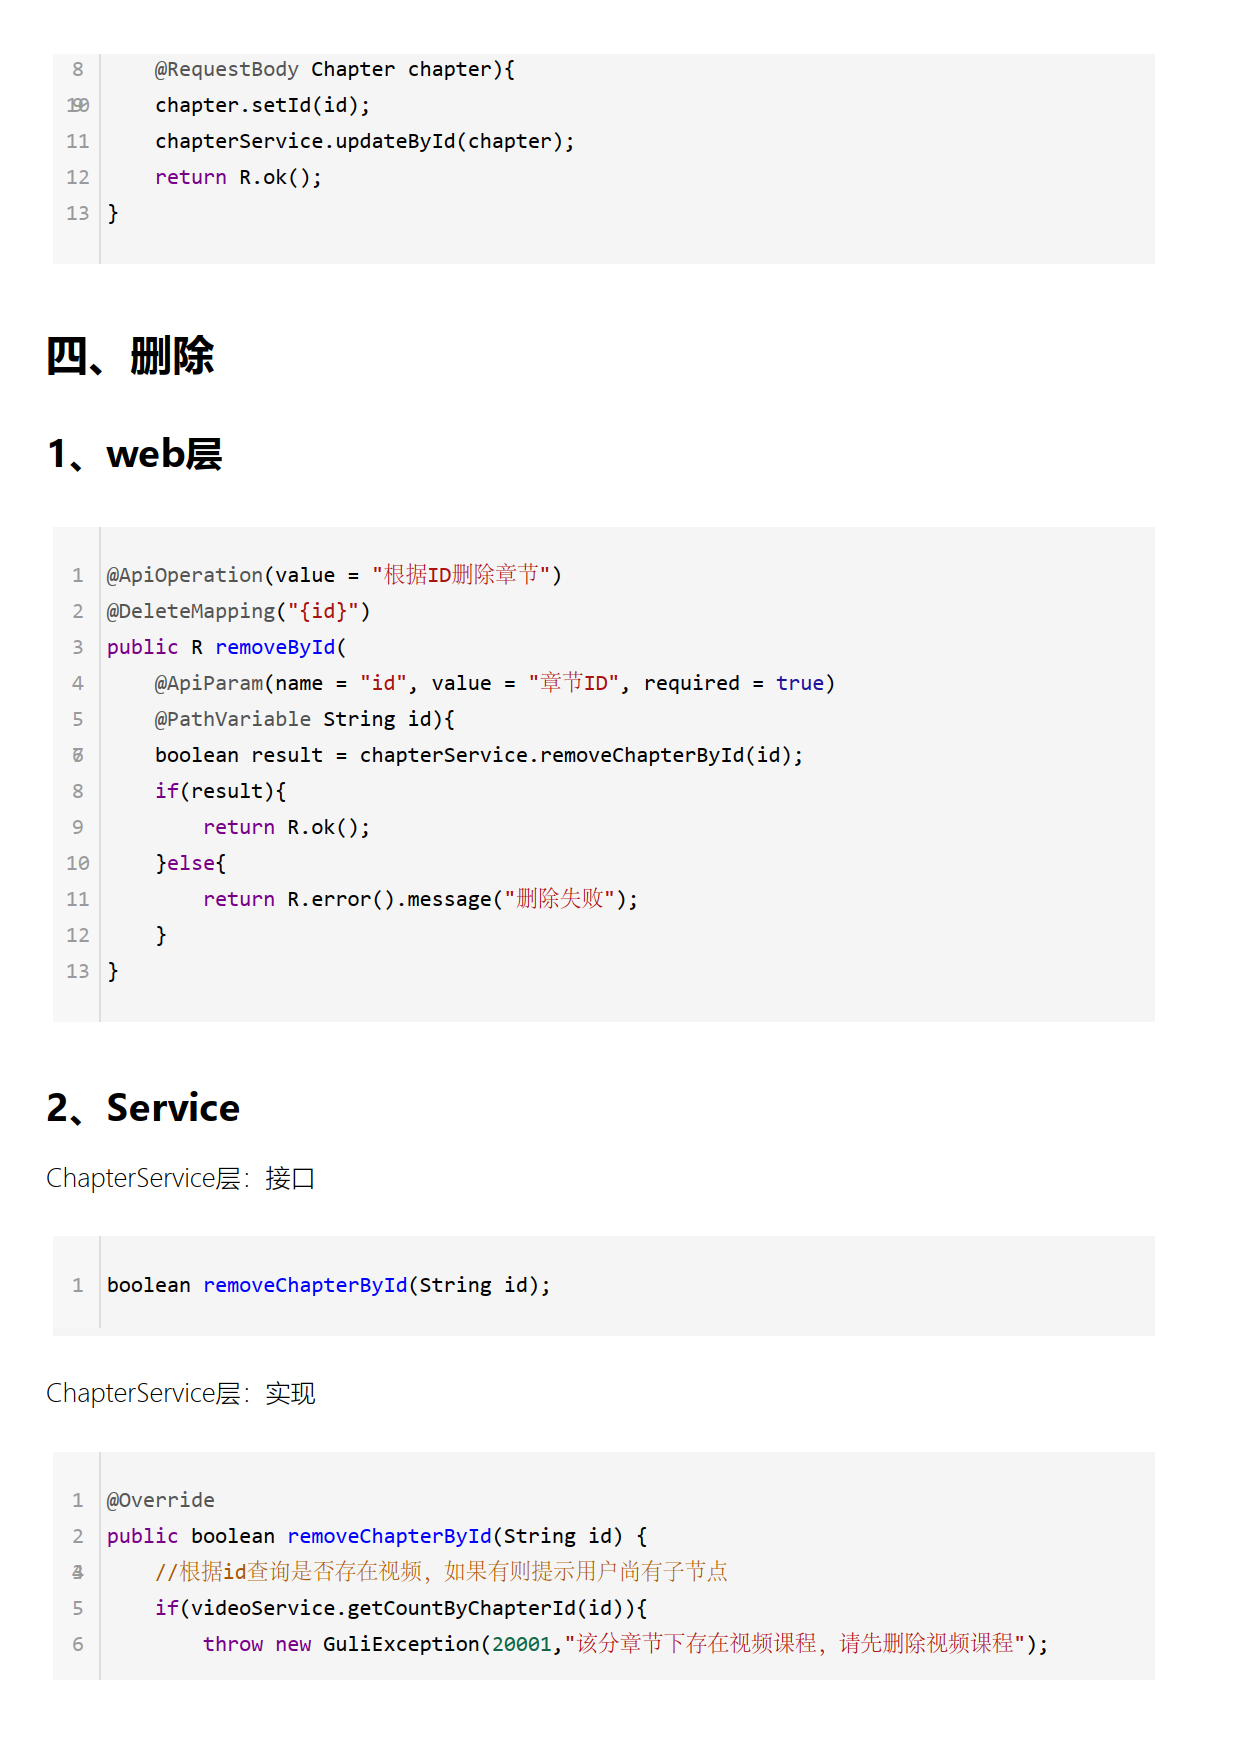 8 @RequestBody Chapter chapter){
9
10 chapter.setId(id);
11 chapterService.updateById(chapter);
12 return R.ok();
13 }
四、删除
1、web层
1 @ApiOperation(value = "根据ID删除章节")
2 @DeleteMapping("{id}")
3 public R removeById(
4 @ApiParam(name = "id", value = "章节ID", required = true)
5 @PathVariable String id){
6
7 boolean result = chapterService.removeChapterById(id);
8 if(result){
9 return R.ok();
10 }else{
11 return R.error().message("删除失败");
12 }
13 }
2、Service
ChapterService层：接口
1 boolean removeChapterById(String id);
ChapterService层：实现
1 @Override
2 public boolean removeChapterById(String id) {
3
4 //根据id查询是否存在视频，如果有则提示用户尚有子节点
5 if(videoService.getCountByChapterId(id)){
6 throw new GuliException(20001,"该分章节下存在视频课程，请先删除视频课程");